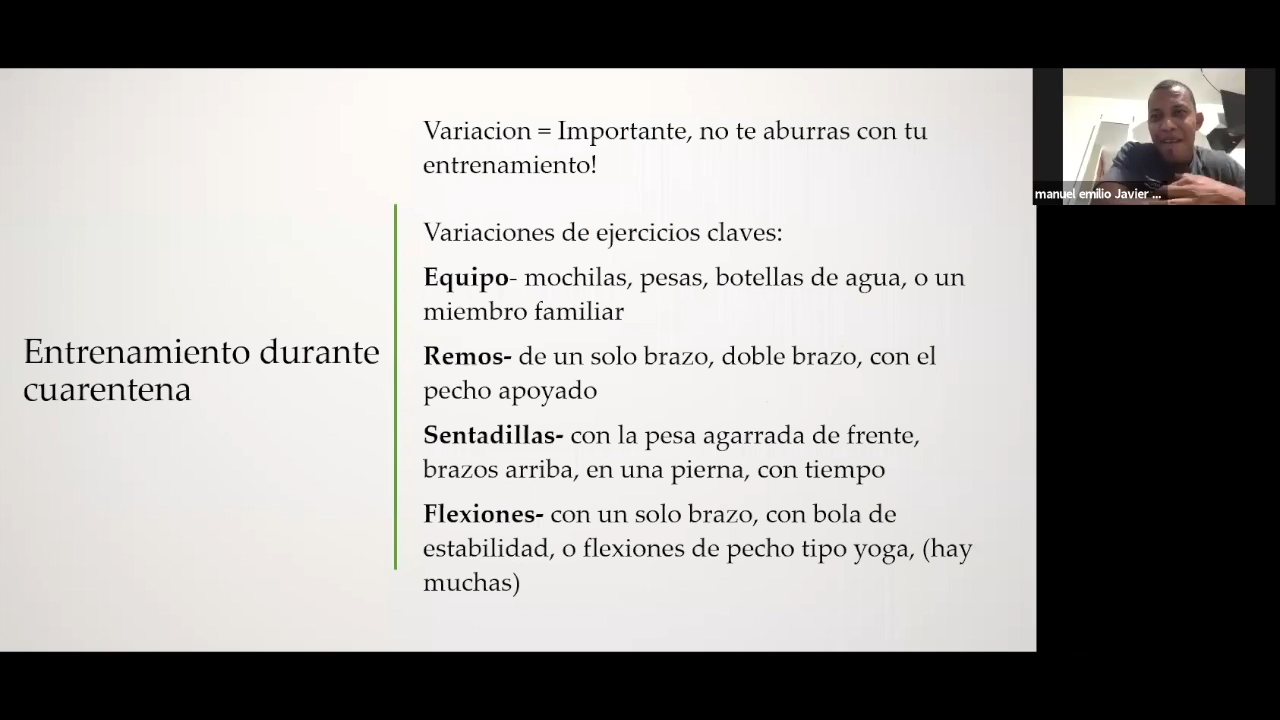 Entrenamiento durante
cuarentena
Variacion = Importante, no te aburras con tu
entrenamiento!
Variaciones de ejercicios claves:
Equipo- mochilas, pesas, botellas de agua, o un
miembro familiar
Remos- de un solo brazo, doble brazo, con el
pecho apoyado
Sentadillas- con la pesa agarrada de frente,
brazos arriba, en una pierna, con tiempo
Flexiones- con un solo brazo, con bola de
estabilidad, o flexiones de pecho tipo yoga, (hay
muchas)
manuel emilio Javier ...